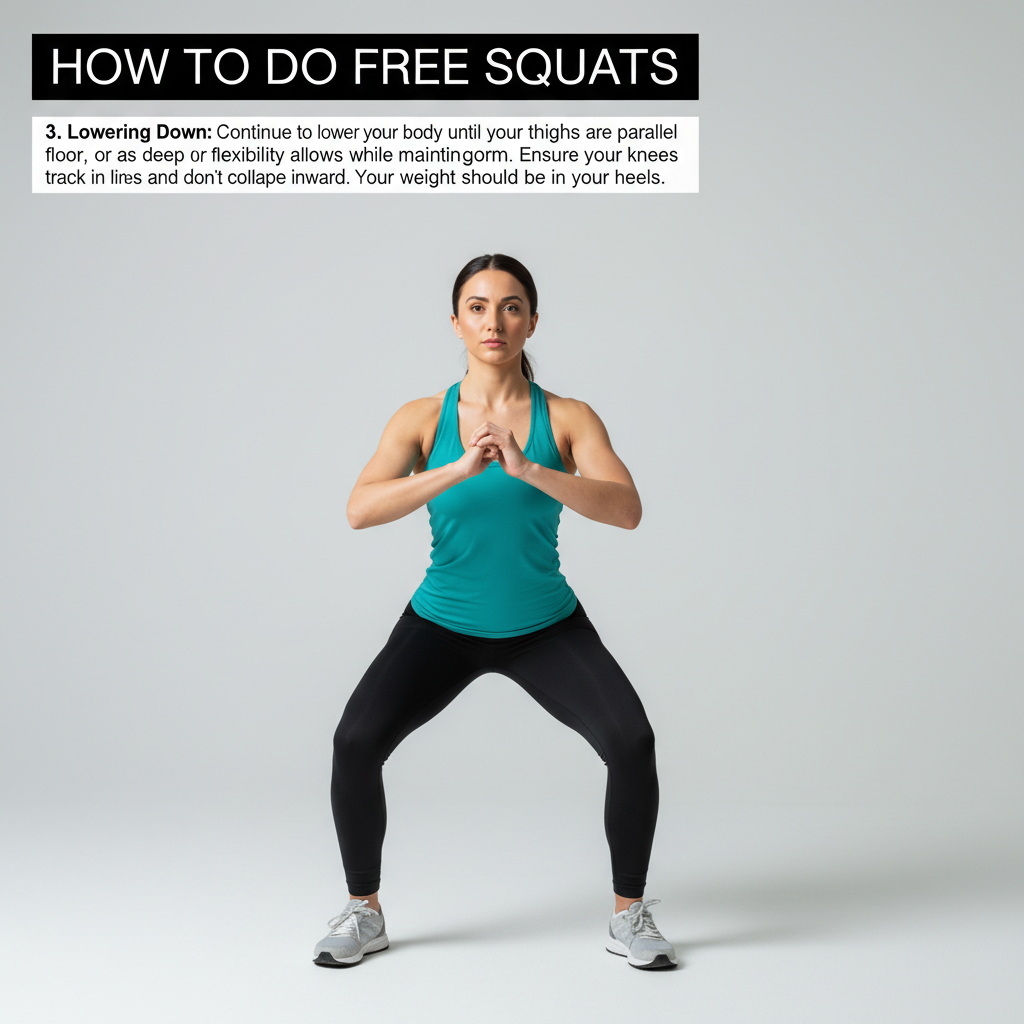 HOW TO DO FREE SQUATS
3. Lowering Down: Continue to lower your body until your thighs are parallel
floor, or as deep or flexibility allows while maintingorm. Ensure your knees
track in lines and don't collape inward. Your weight should be in your heels.